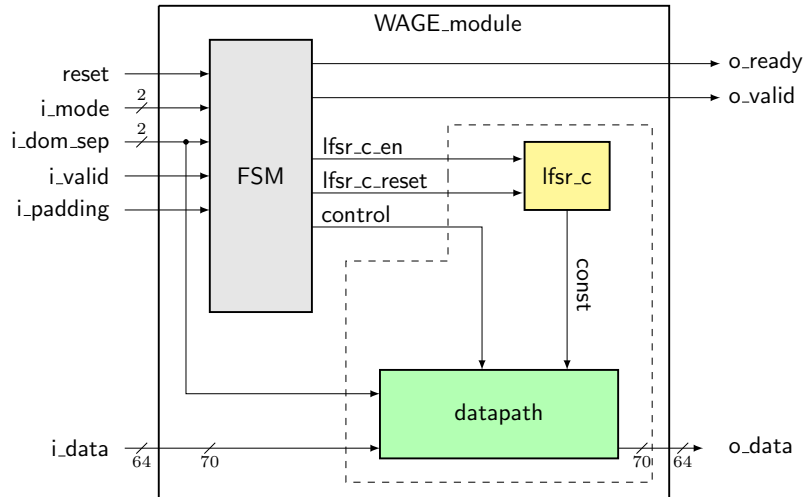 WAGE_module
reset
o_ready
i_mode
2
o_valid
i_dom_sep
2
lfsr_c_en
i_valid
FSM
lfsr_c_reset
lfsr_c
i_padding
control
const
datapath
i_data
64
70
70
64
o_data